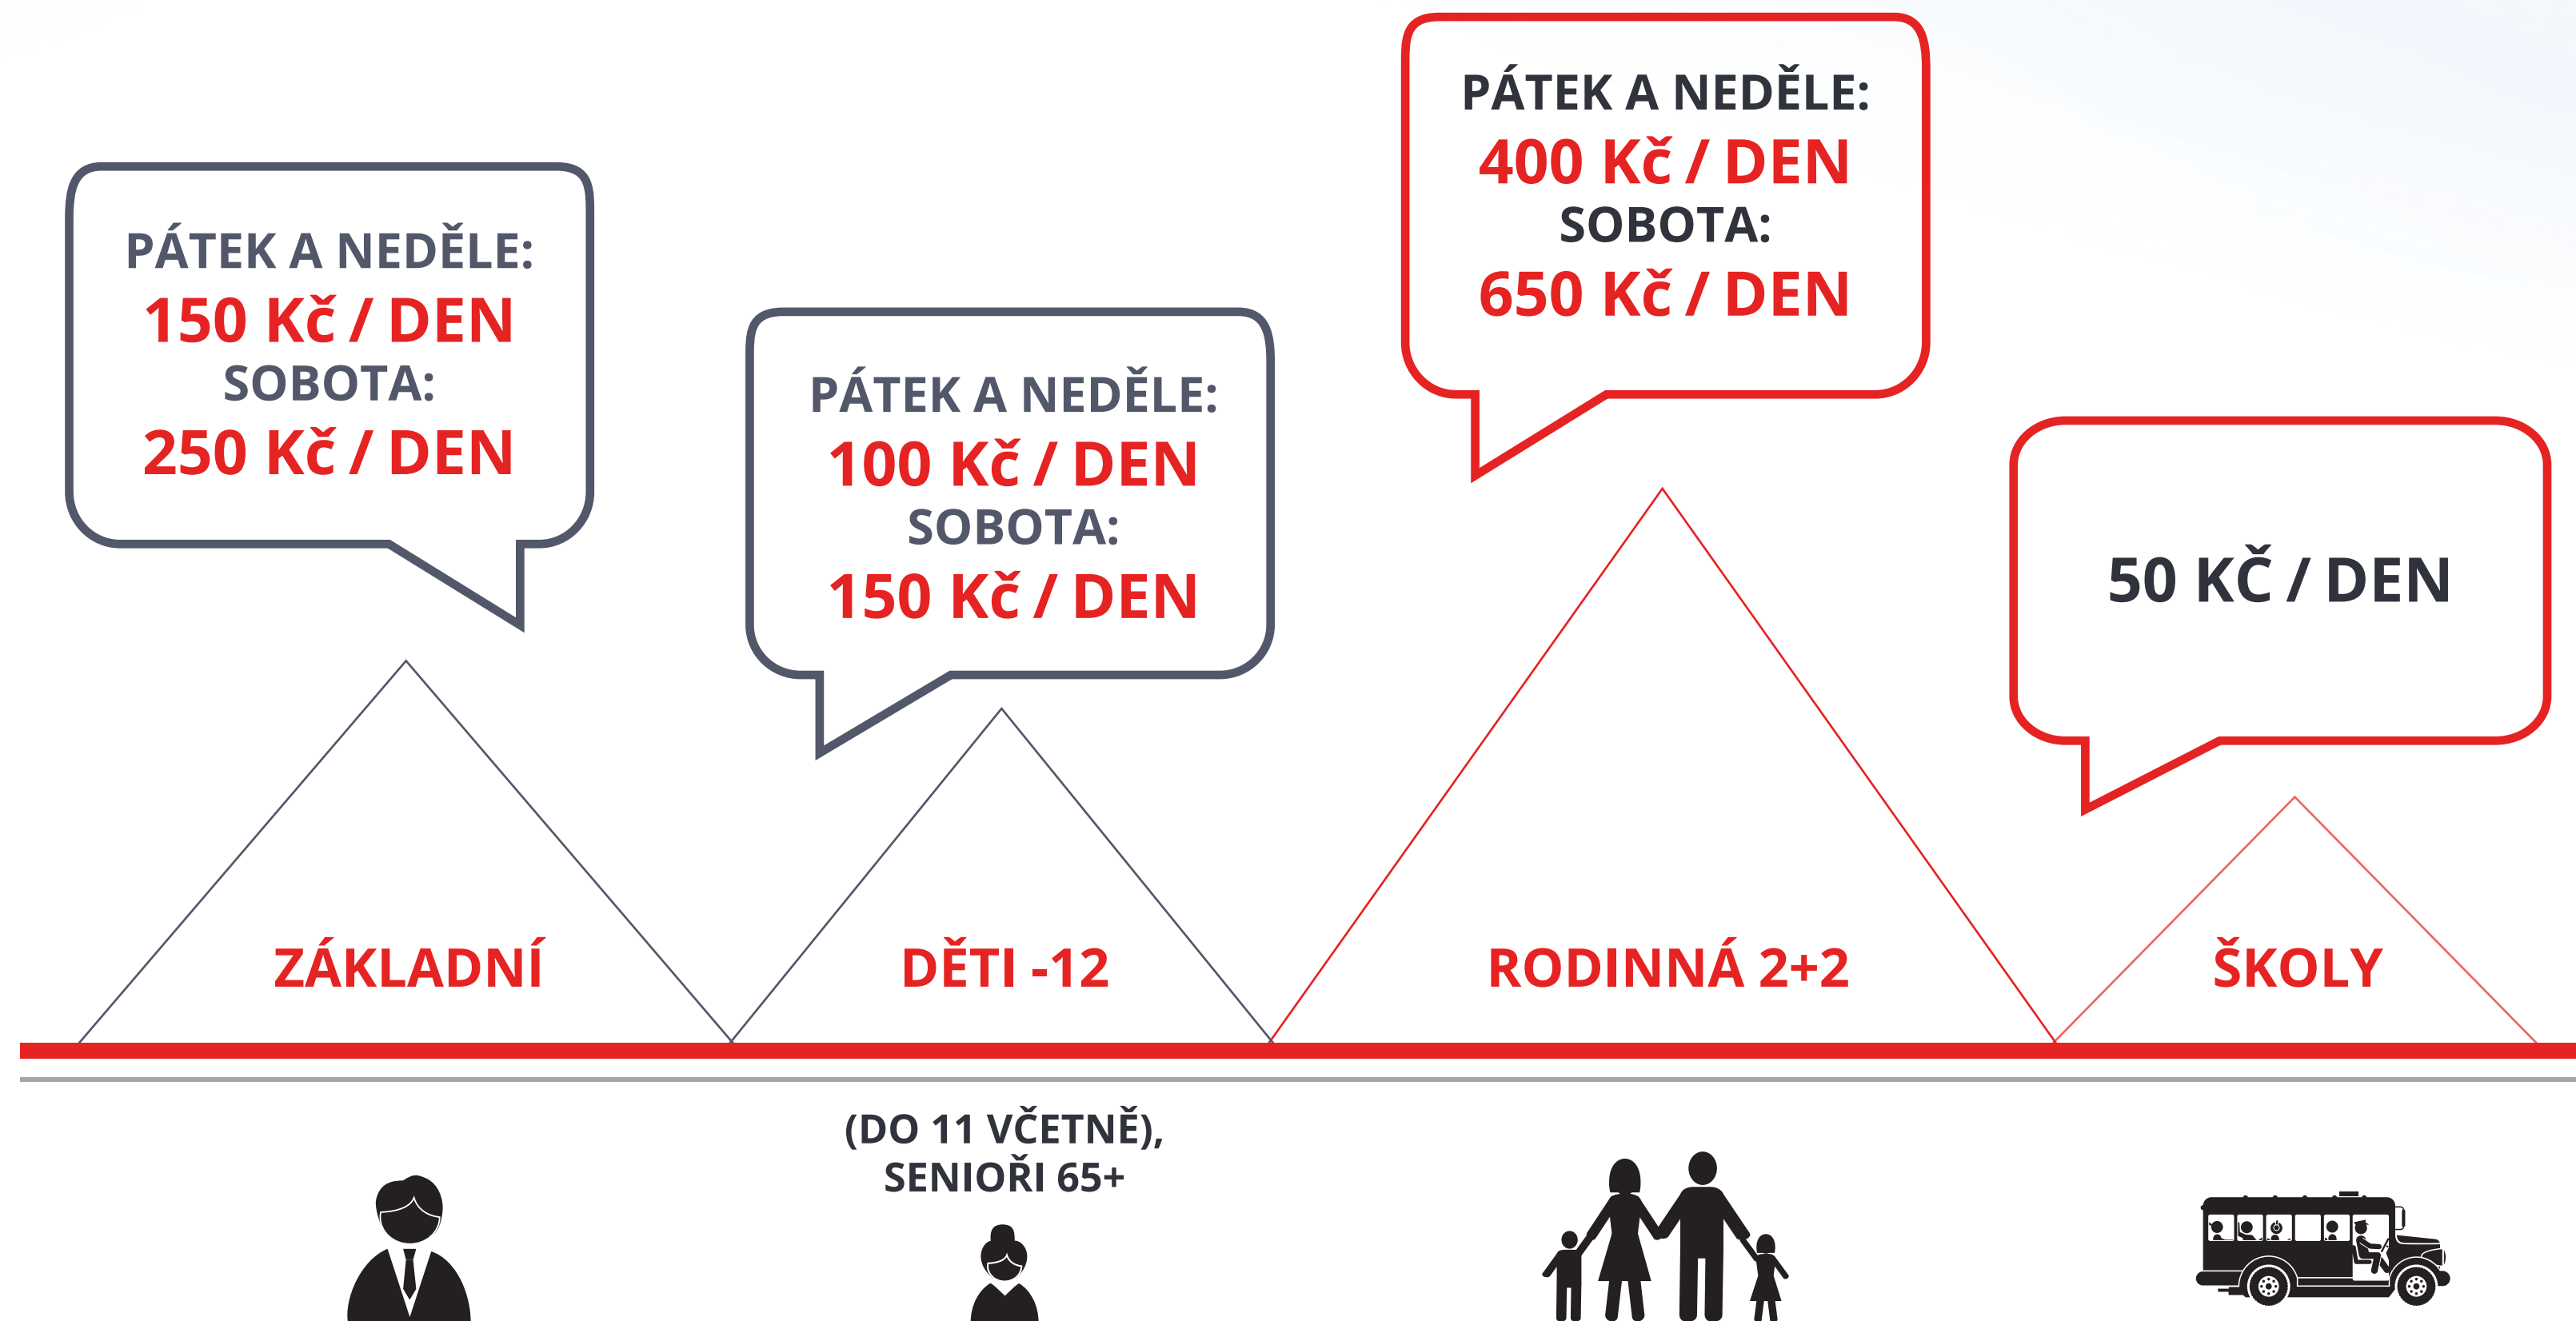 PÁTEK A NEDĚLE:
150 Kč / DEN
SOBOTA:
250 Kč / DEN
PÁTEK A NEDĚLE:
100 Kč / DEN
SOBOTA:
150 Kč / DEN
PÁTEK A NEDĚLE:
400 Kč / DEN
SOBOTA:
650 Kč / DEN
50 KČ / DEN
ZÁKLADNÍ
DĚTI -12
RODINNÁ 2+2
ŠKOLY
(DO 11 VČETNĚ),
SENIOŘI 65+